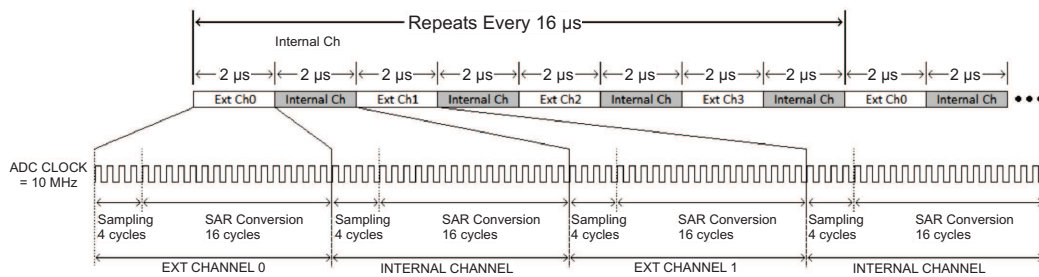 Repeats Every 16 µs
Internal Ch
2 µs 2 µs 2 µs 2 µs 2 µs 2 µs 2 µs 2 µs 2 µs 2 µs
Ext Ch0 Internal Ch Ext Ch1 Internal Ch Ext Ch2 Internal Ch Ext Ch3 Internal Ch Ext Ch0 Internal Ch
ADC CLOCK
= 10 MHz
Sampling SAR Conversion Sampling SAR Conversion Sampling SAR Conversion Sampling SAR Conversion
4 cycles 16 cycles 4 cycles 16 cycles 4 cycles 16 cycles 4 cycles 16 cycles
EXT CHANNEL 0 INTERNAL CHANNEL EXT CHANNEL 1 INTERNAL CHANNEL